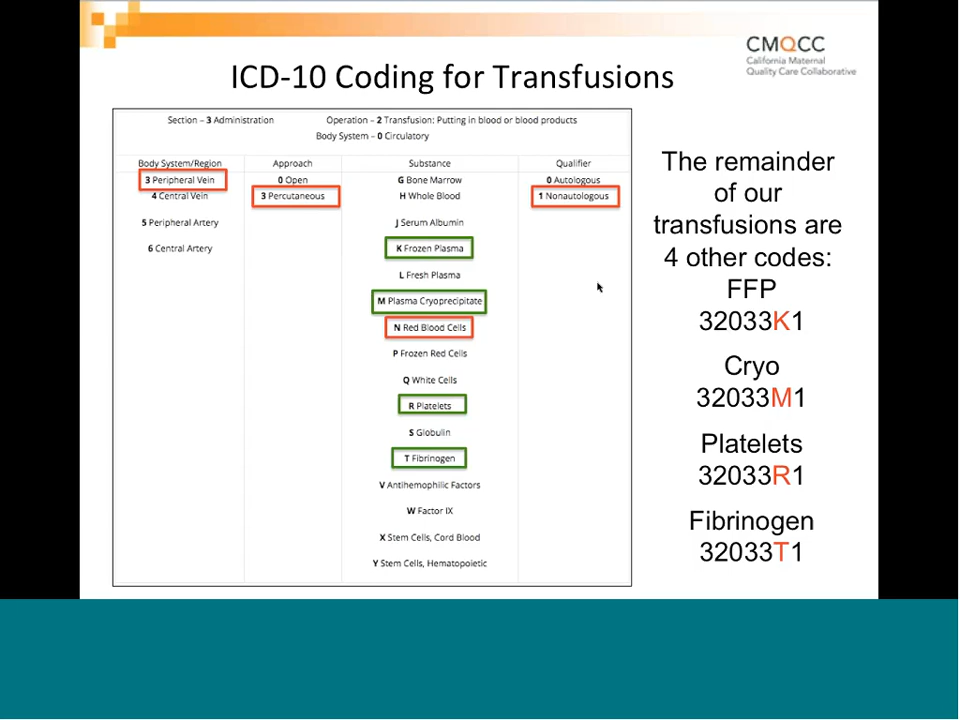 CMQCC
California Maternal
Quality Care Collaborative
ICD-10 Coding for Transfusions
Section – 3 Administration Operation – 2 Transfusion: Putting in blood or blood products
Body System – 0 Circulatory
Body System/Region Approach Substance Qualifier
3 Peripheral Vein 0 Open G Bone Marrow 0 Autologous
4 Central Vein 3 Percutaneous H Whole Blood 1 Nonautologous
5 Peripheral Artery J Serum Albumin
6 Central Artery K Frozen Plasma
L Fresh Plasma
M Plasma Cryoprecipitate
N Red Blood Cells
P Frozen Red Cells
Q White Cells
R Platelets
S Globulin
T Fibrinogen
V Antihemophilic Factors
W Factor IX
X Stem Cells, Cord Blood
Y Stem Cells, Hematopoietic
The remainder
of our
transfusions are
4 other codes:
FFP
32033K1
Cryo
32033M1
Platelets
32033R1
Fibrinogen
32033T1